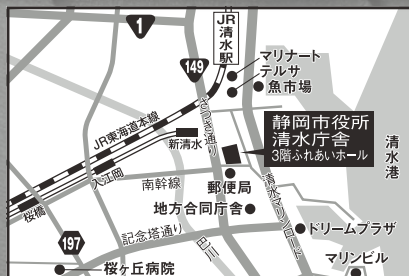 1
JR清水駅
149
マリナート
テルサ
魚市場
さつき通り
JR東海道本線
新清水
静岡市役所
清水庁舎
3階ふれあいホール
清水港
入江岡
南幹線
郵便局
桜橋
地方合同庁舎
清水マリンロード
記念塔通り
ドリームプラザ
197
巴川
桜ヶ丘病院
マリンビル